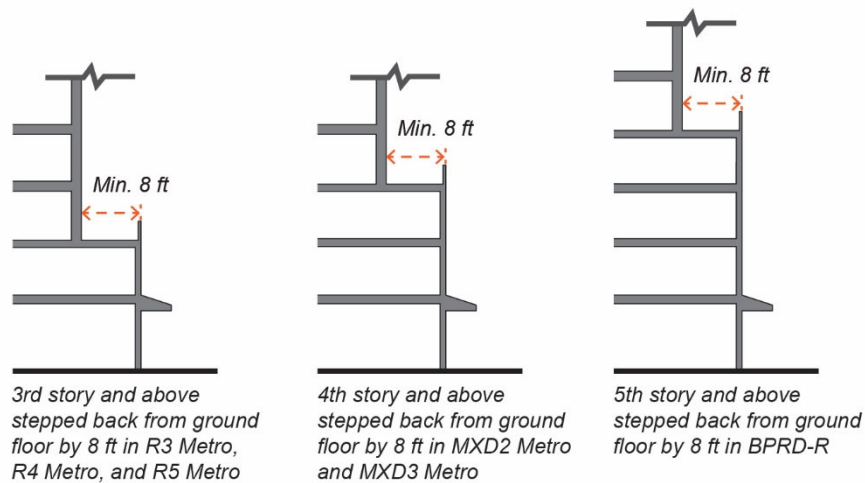 Min. 8 ft
3rd story and above
stepped back from ground
floor by 8 ft in R3 Metro,
R4 Metro, and R5 Metro
Min. 8 ft
4th story and above
stepped back from ground
floor by 8 ft in MXD2 Metro
and MXD3 Metro
Min. 8 ft
5th story and above
stepped back from ground
floor by 8 ft in BPRD-R